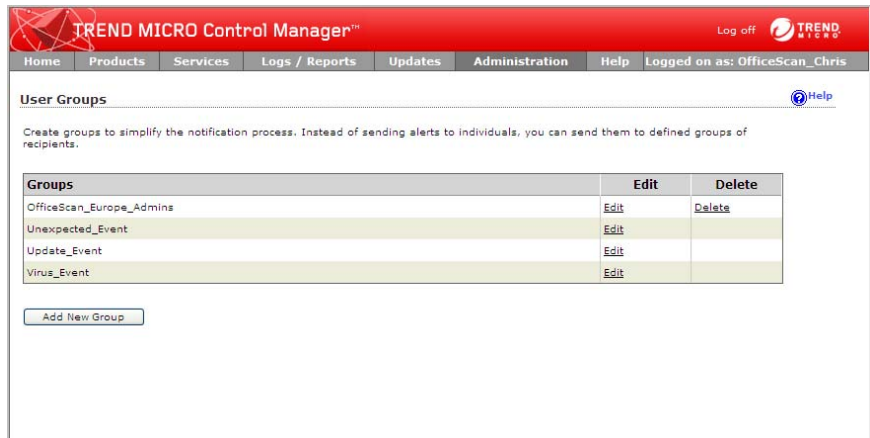 TREND MICRO Control Manager™
Log off
TREND MICRO
Home Products Services Logs / Reports Updates Administration Help Logged on as: OfficeScan_Chris
User Groups
?Help
Create groups to simplify the notification process. Instead of sending alerts to individuals, you can send them to defined groups of
recipients.
Groups Edit Delete
OfficeScan_Europe_Admins Edit Delete
Unexpected_Event Edit
Update_Event Edit
Virus_Event Edit
Add New Group